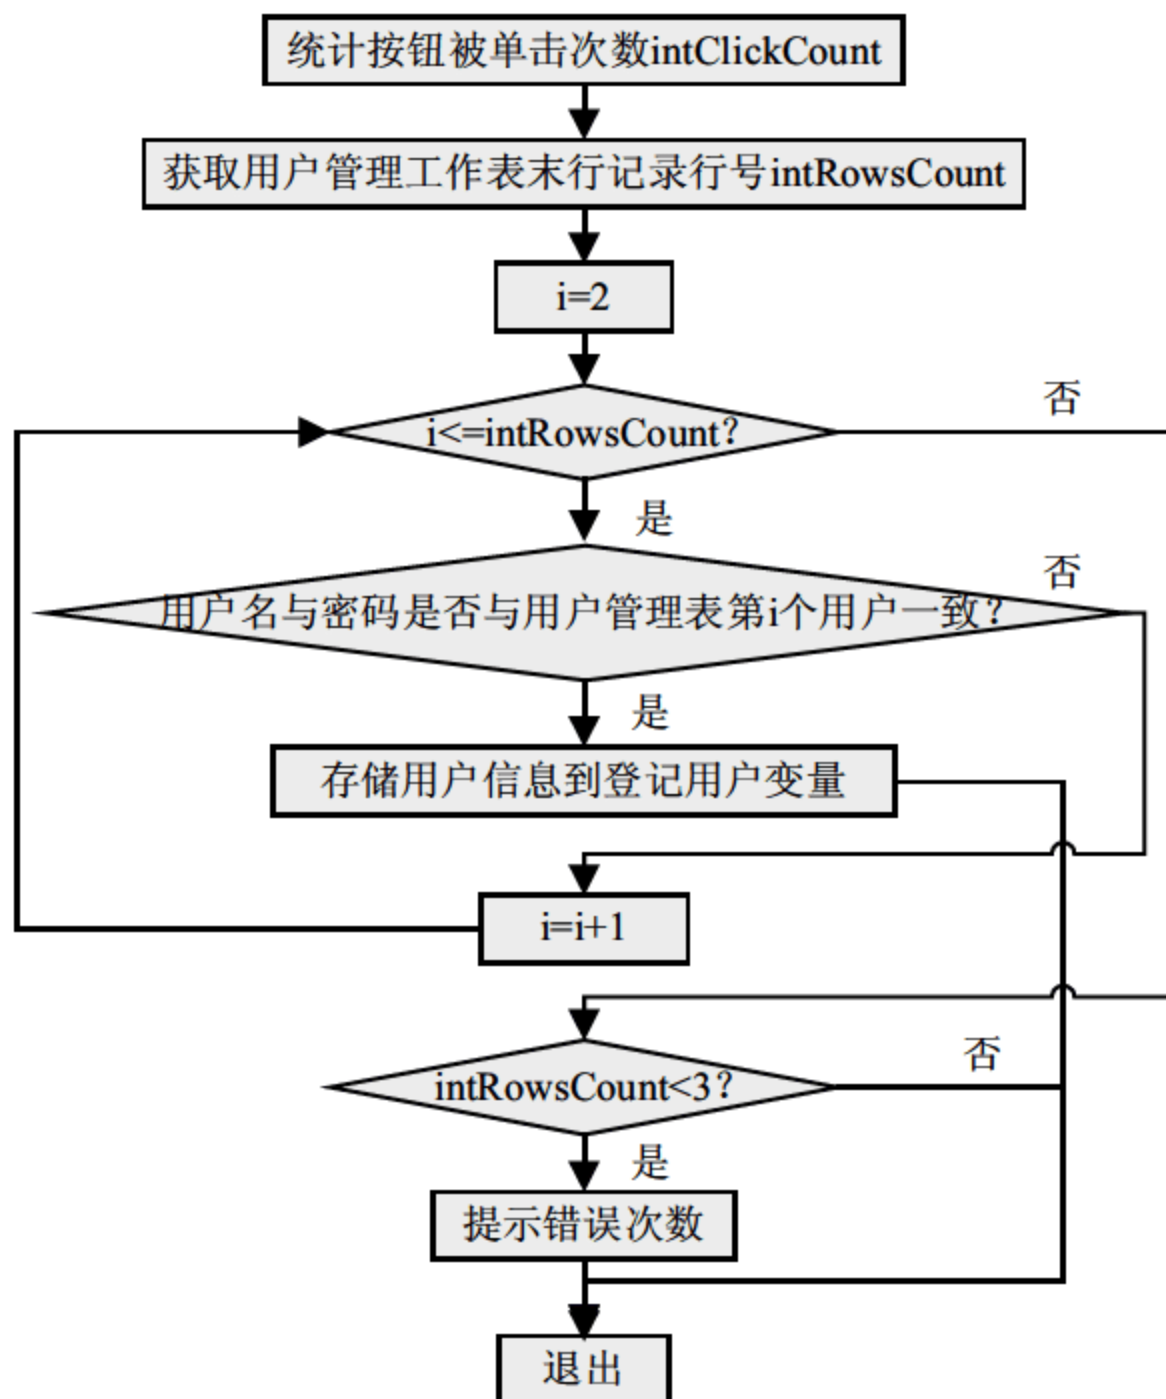 统计按钮被单击次数intClickCount
获取用户管理工作表末行记录行号intRowsCount
i=2
否
i<=intRowsCount?
是
否
用户名与密码是否与用户管理表第i个用户一致?
是
存储用户信息到登记用户变量
i=i+1
否
intRowsCount<3?
是
提示错误次数
退出